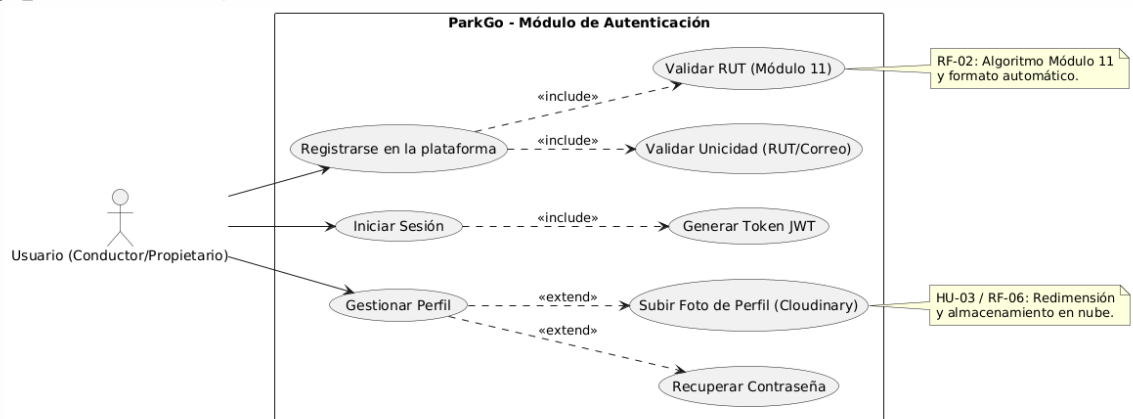 ParkGo - Módulo de Autenticación
Validar RUT (Módulo 11)
RF-02: Algoritmo Módulo 11
y formato automático.
«include»
Registrarse en la plataforma
«include»
Validar Unicidad (RUT/Correo)
Usuario (Conductor/Propietario)
Iniciar Sesión
«include»
Generar Token JWT
Gestionar Perfil
«extend»
Subir Foto de Perfil (Cloudinary)
HU-03 / RF-06: Redimensión
y almacenamiento en nube.
«extend»
Recuperar Contraseña